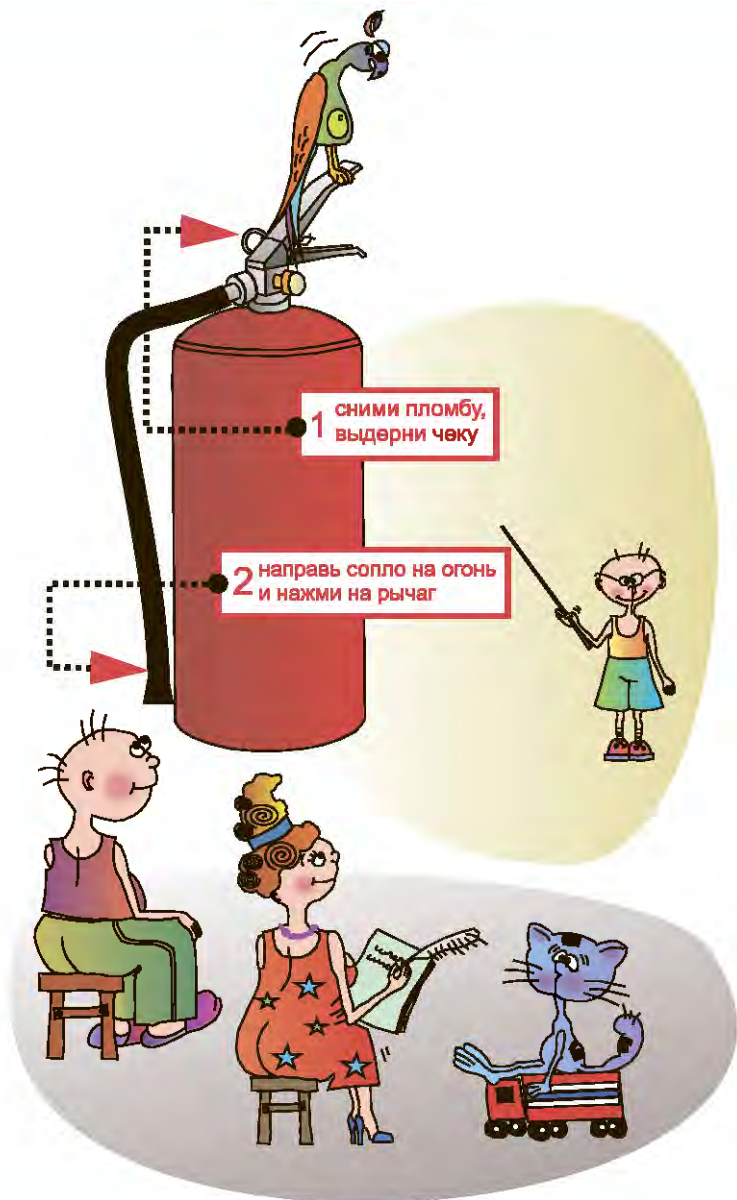 1 сними пломбу,
выдерни чеку
2 направь сопло на огонь
и нажми на рычаг